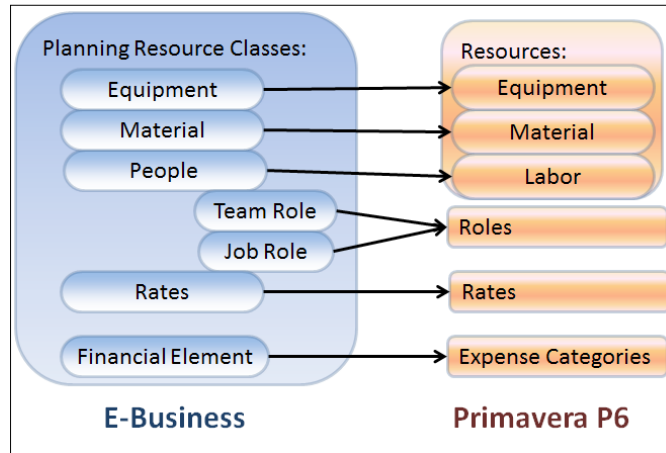 Planning Resource Classes:
Equipment
Material
People
Team Role
Job Role
Rates
Financial Element
E-Business
Resources:
Equipment
Material
Labor
Roles
Rates
Expense Categories
Primavera P6